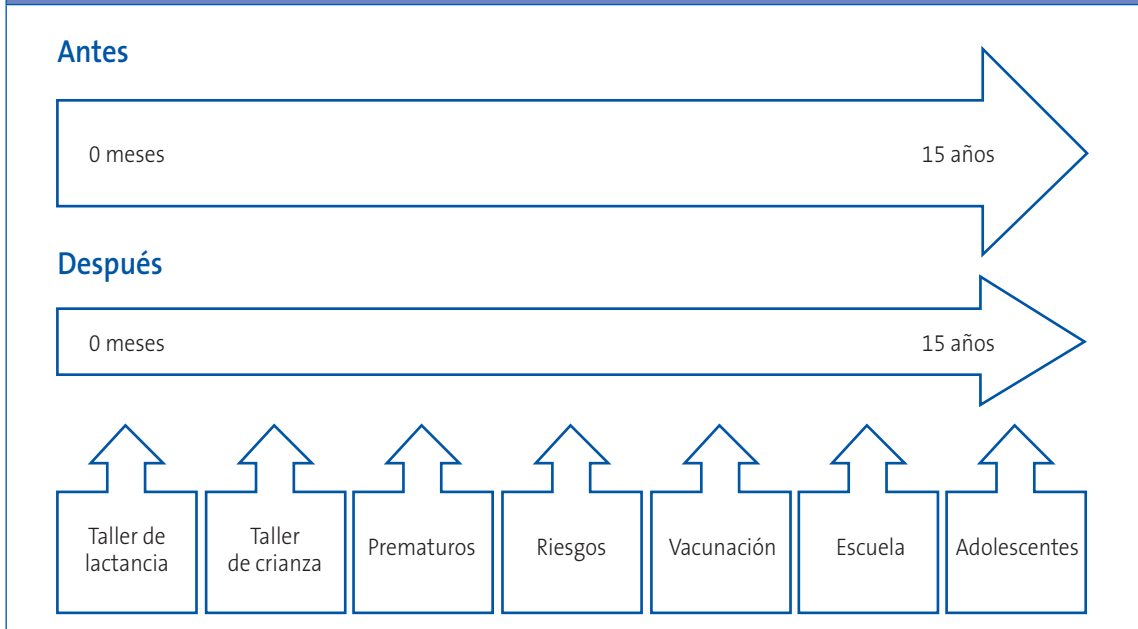 Antes
0 meses 15 años
Después
0 meses 15 años
Taller de
lactancia
Taller
de crianza
Prematuros
Riesgos
Vacunación
Escuela
Adolescentes